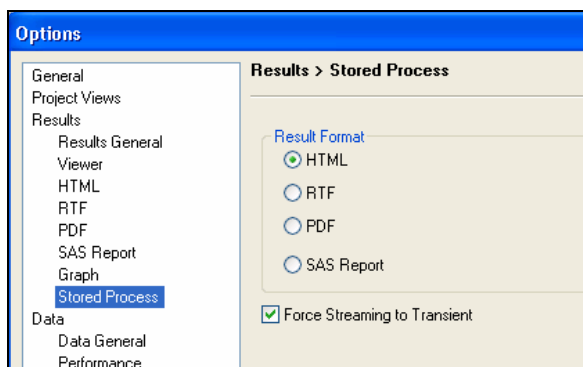 Options
General
Project Views
Results
Results General
Viewer
HTML
RTF
PDF
SAS Report
Graph
Stored Process
Data
Data General
Performance
Results > Stored Process
Result Format
HTML
RTF
PDF
SAS Report
Force Streaming to Transient